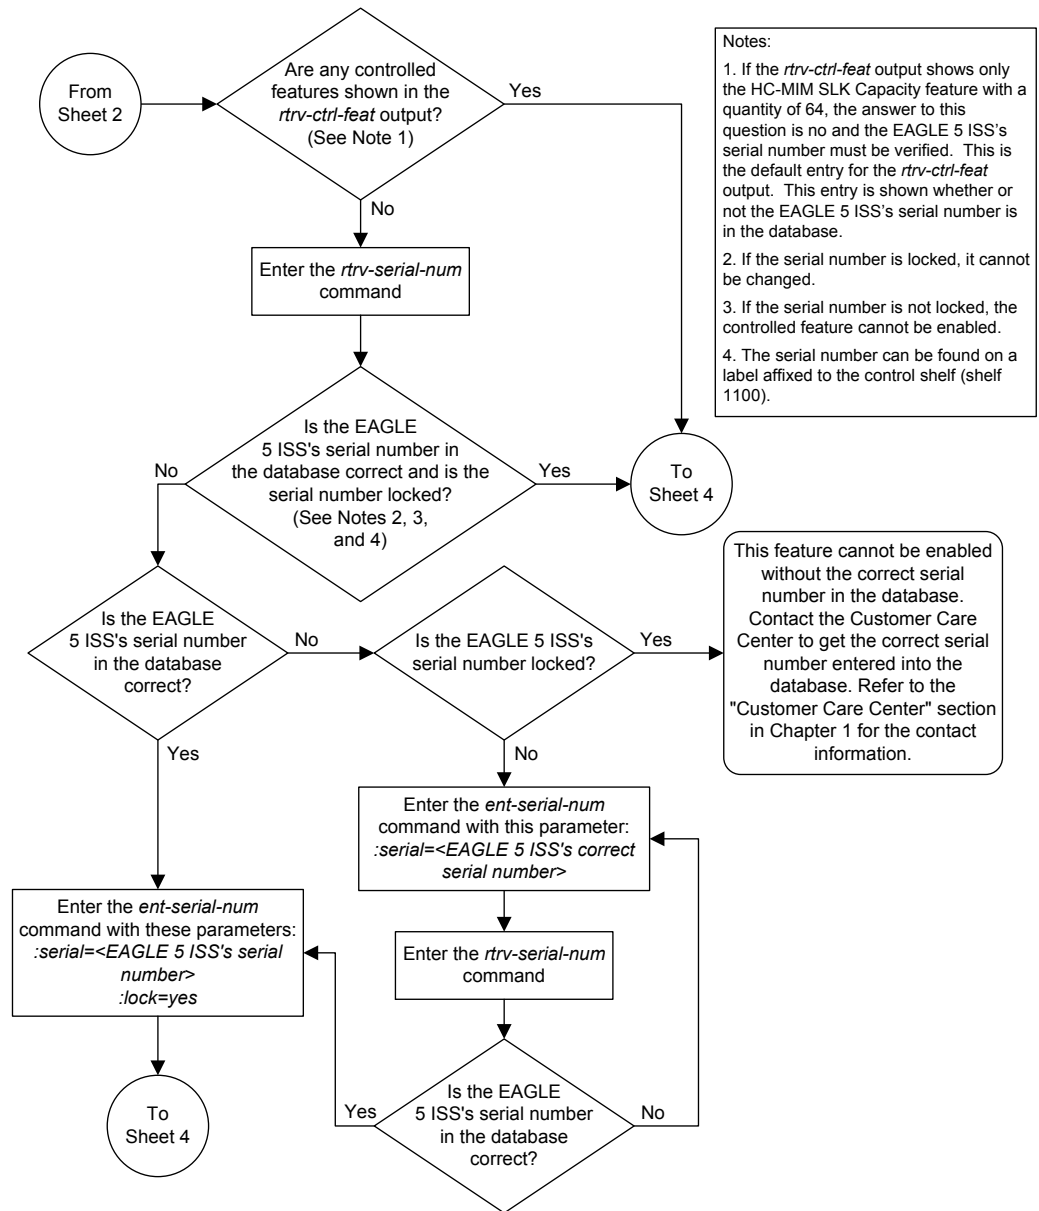 From
Sheet 2
Are any controlled
features shown in the
rtrv-ctrl-feat output?
(See Note 1)
Yes
No
Notes:
1. If the rtrv-ctrl-feat output shows only
the HC-MIM SLK Capacity feature with a
quantity of 64, the answer to this
question is no and the EAGLE 5 ISS's
serial number must be verified. This is
the default entry for the rtrv-ctrl-feat
output. This entry is shown whether or
not the EAGLE 5 ISS's serial number is
in the database.
2. If the serial number is locked, it cannot
be changed.
3. If the serial number is not locked, the
controlled feature cannot be enabled.
4. The serial number can be found on a
label affixed to the control shelf (shelf
1100).
Enter the rtrv-serial-num
command
Is the EAGLE
5 ISS's serial number in
the database correct and is the
serial number locked?
(See Notes 2, 3,
and 4)
No
Yes
To
Sheet 4
Is the EAGLE
5 ISS's serial number
in the database
correct?
No
Yes
Is the EAGLE 5 ISS's
serial number locked?
Yes
No
This feature cannot be enabled
without the correct serial
number in the database.
Contact the Customer Care
Center to get the correct serial
number entered into the
database. Refer to the
"Customer Care Center" section
in Chapter 1 for the contact
information.
Enter the ent-serial-num
command with this parameter:
:serial=<EAGLE 5 ISS's correct
serial number>
Enter the rtrv-serial-num
command
Is the EAGLE
5 ISS's serial number
in the database
correct?
Yes
No
Enter the ent-serial-num
command with these parameters:
:serial=<EAGLE 5 ISS's serial
number>
:lock=yes
To
Sheet 4